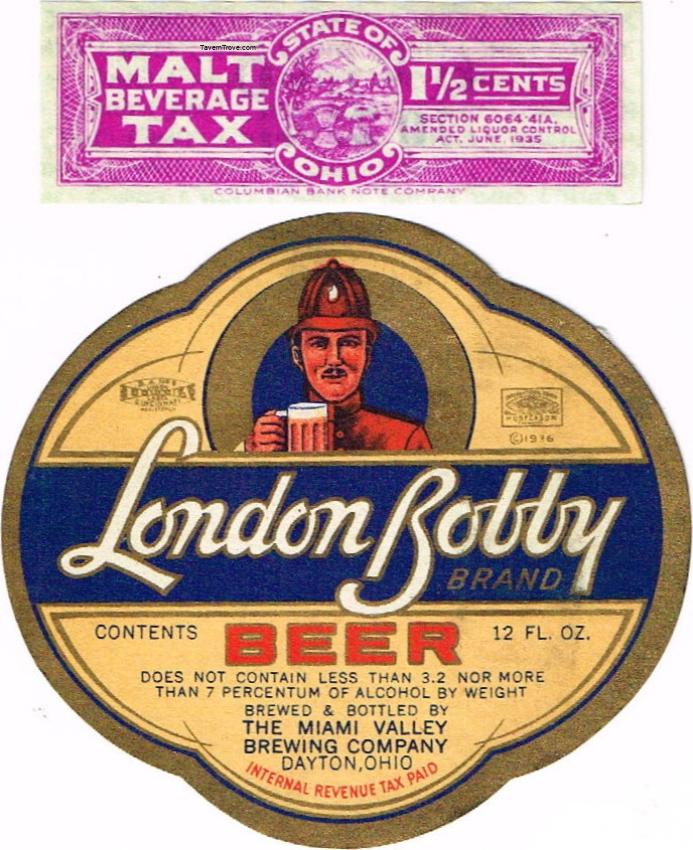 TavernTrove.com
STATE OF
MALT
BEVERAGE
TAX
1 1/2 CENTS
SECTION 6064-41A,
AMENDED LIQUOR CONTROL
ACT, JUNE, 1935
OHIO
COLUMBIAN BANK NOTE COMPANY
©1936
London Bobby
BRAND
CONTENTS
BEER
12 FL. OZ.
DOES NOT CONTAIN LESS THAN 3.2 NOR MORE
THAN 7 PERCENTUM OF ALCOHOL BY WEIGHT
BREWED & BOTTLED BY
THE MIAMI VALLEY
BREWING COMPANY
DAYTON, OHIO
INTERNAL REVENUE TAX PAID